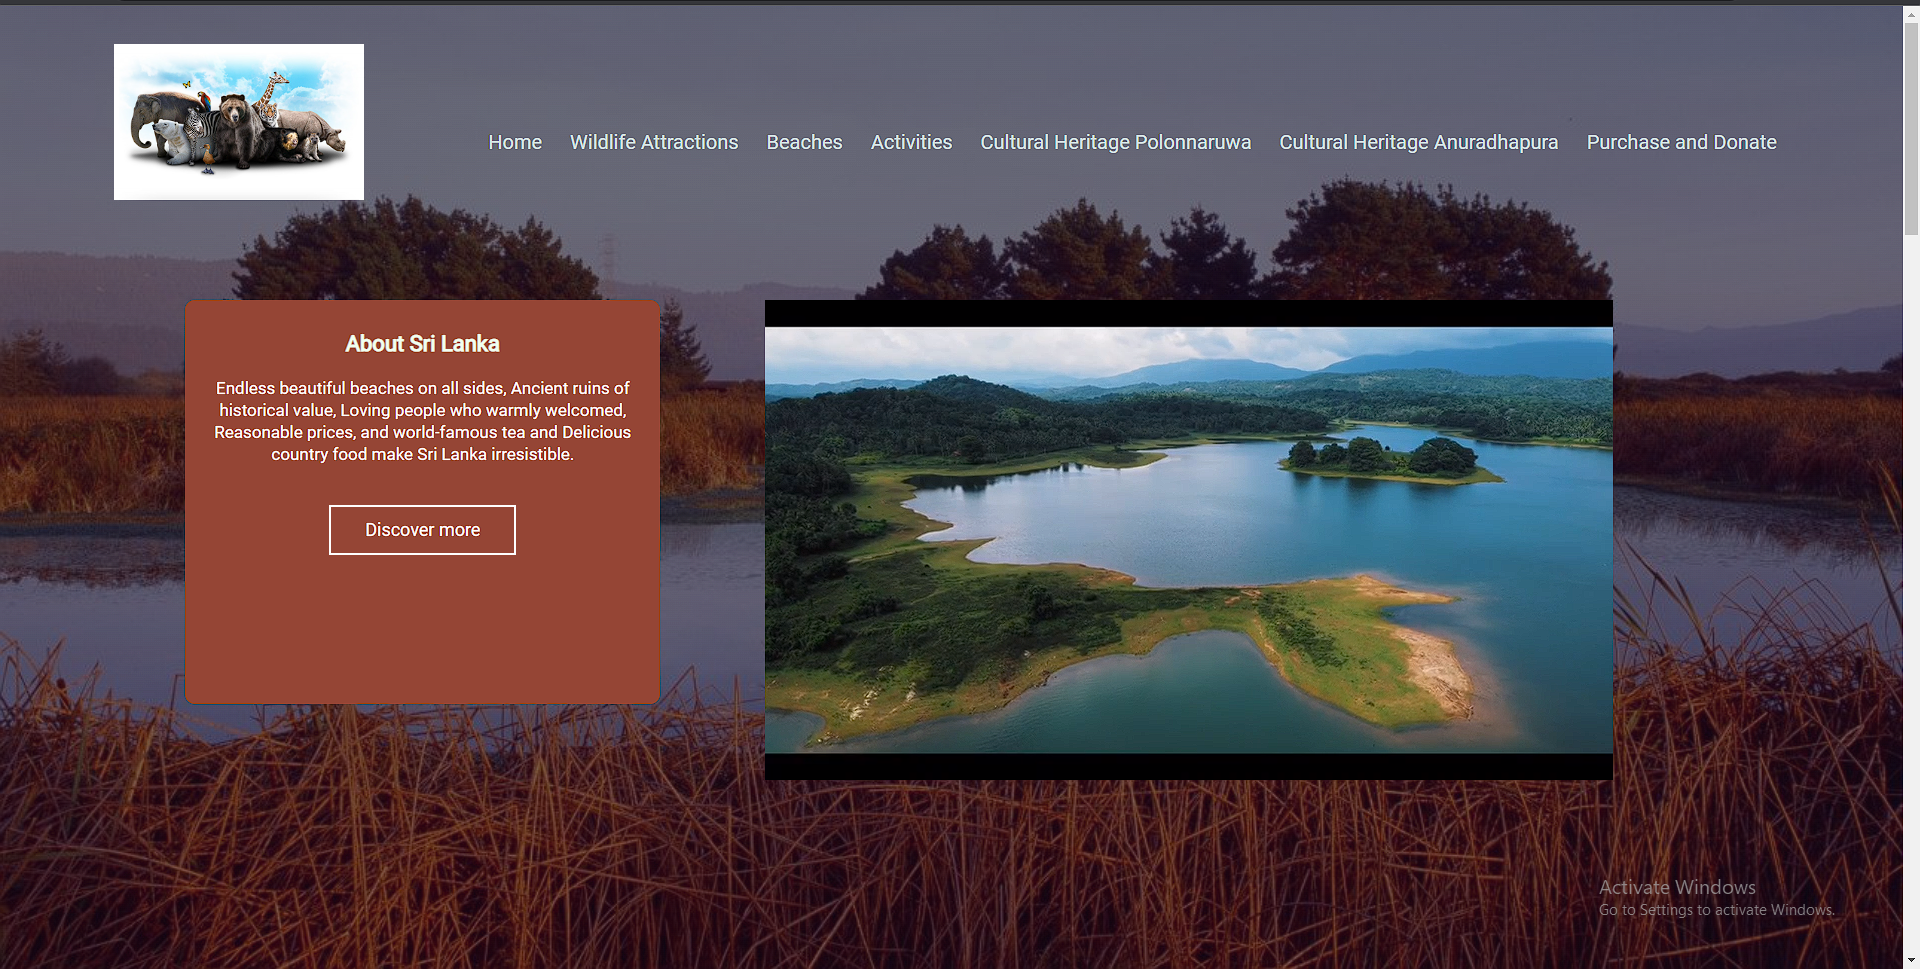 Home Wildlife Attractions Beaches Activities Cultural Heritage Polonnaruwa Cultural Heritage Anuradhapura Purchase and Donate
About Sri Lanka
Endless beautiful beaches on all sides, Ancient ruins of
historical value, Loving people who warmly welcomed,
Reasonable prices, and world-famous tea and Delicious
country food make Sri Lanka irresistible.
Discover more
Activate Windows
Go to Settings to activate Windows.